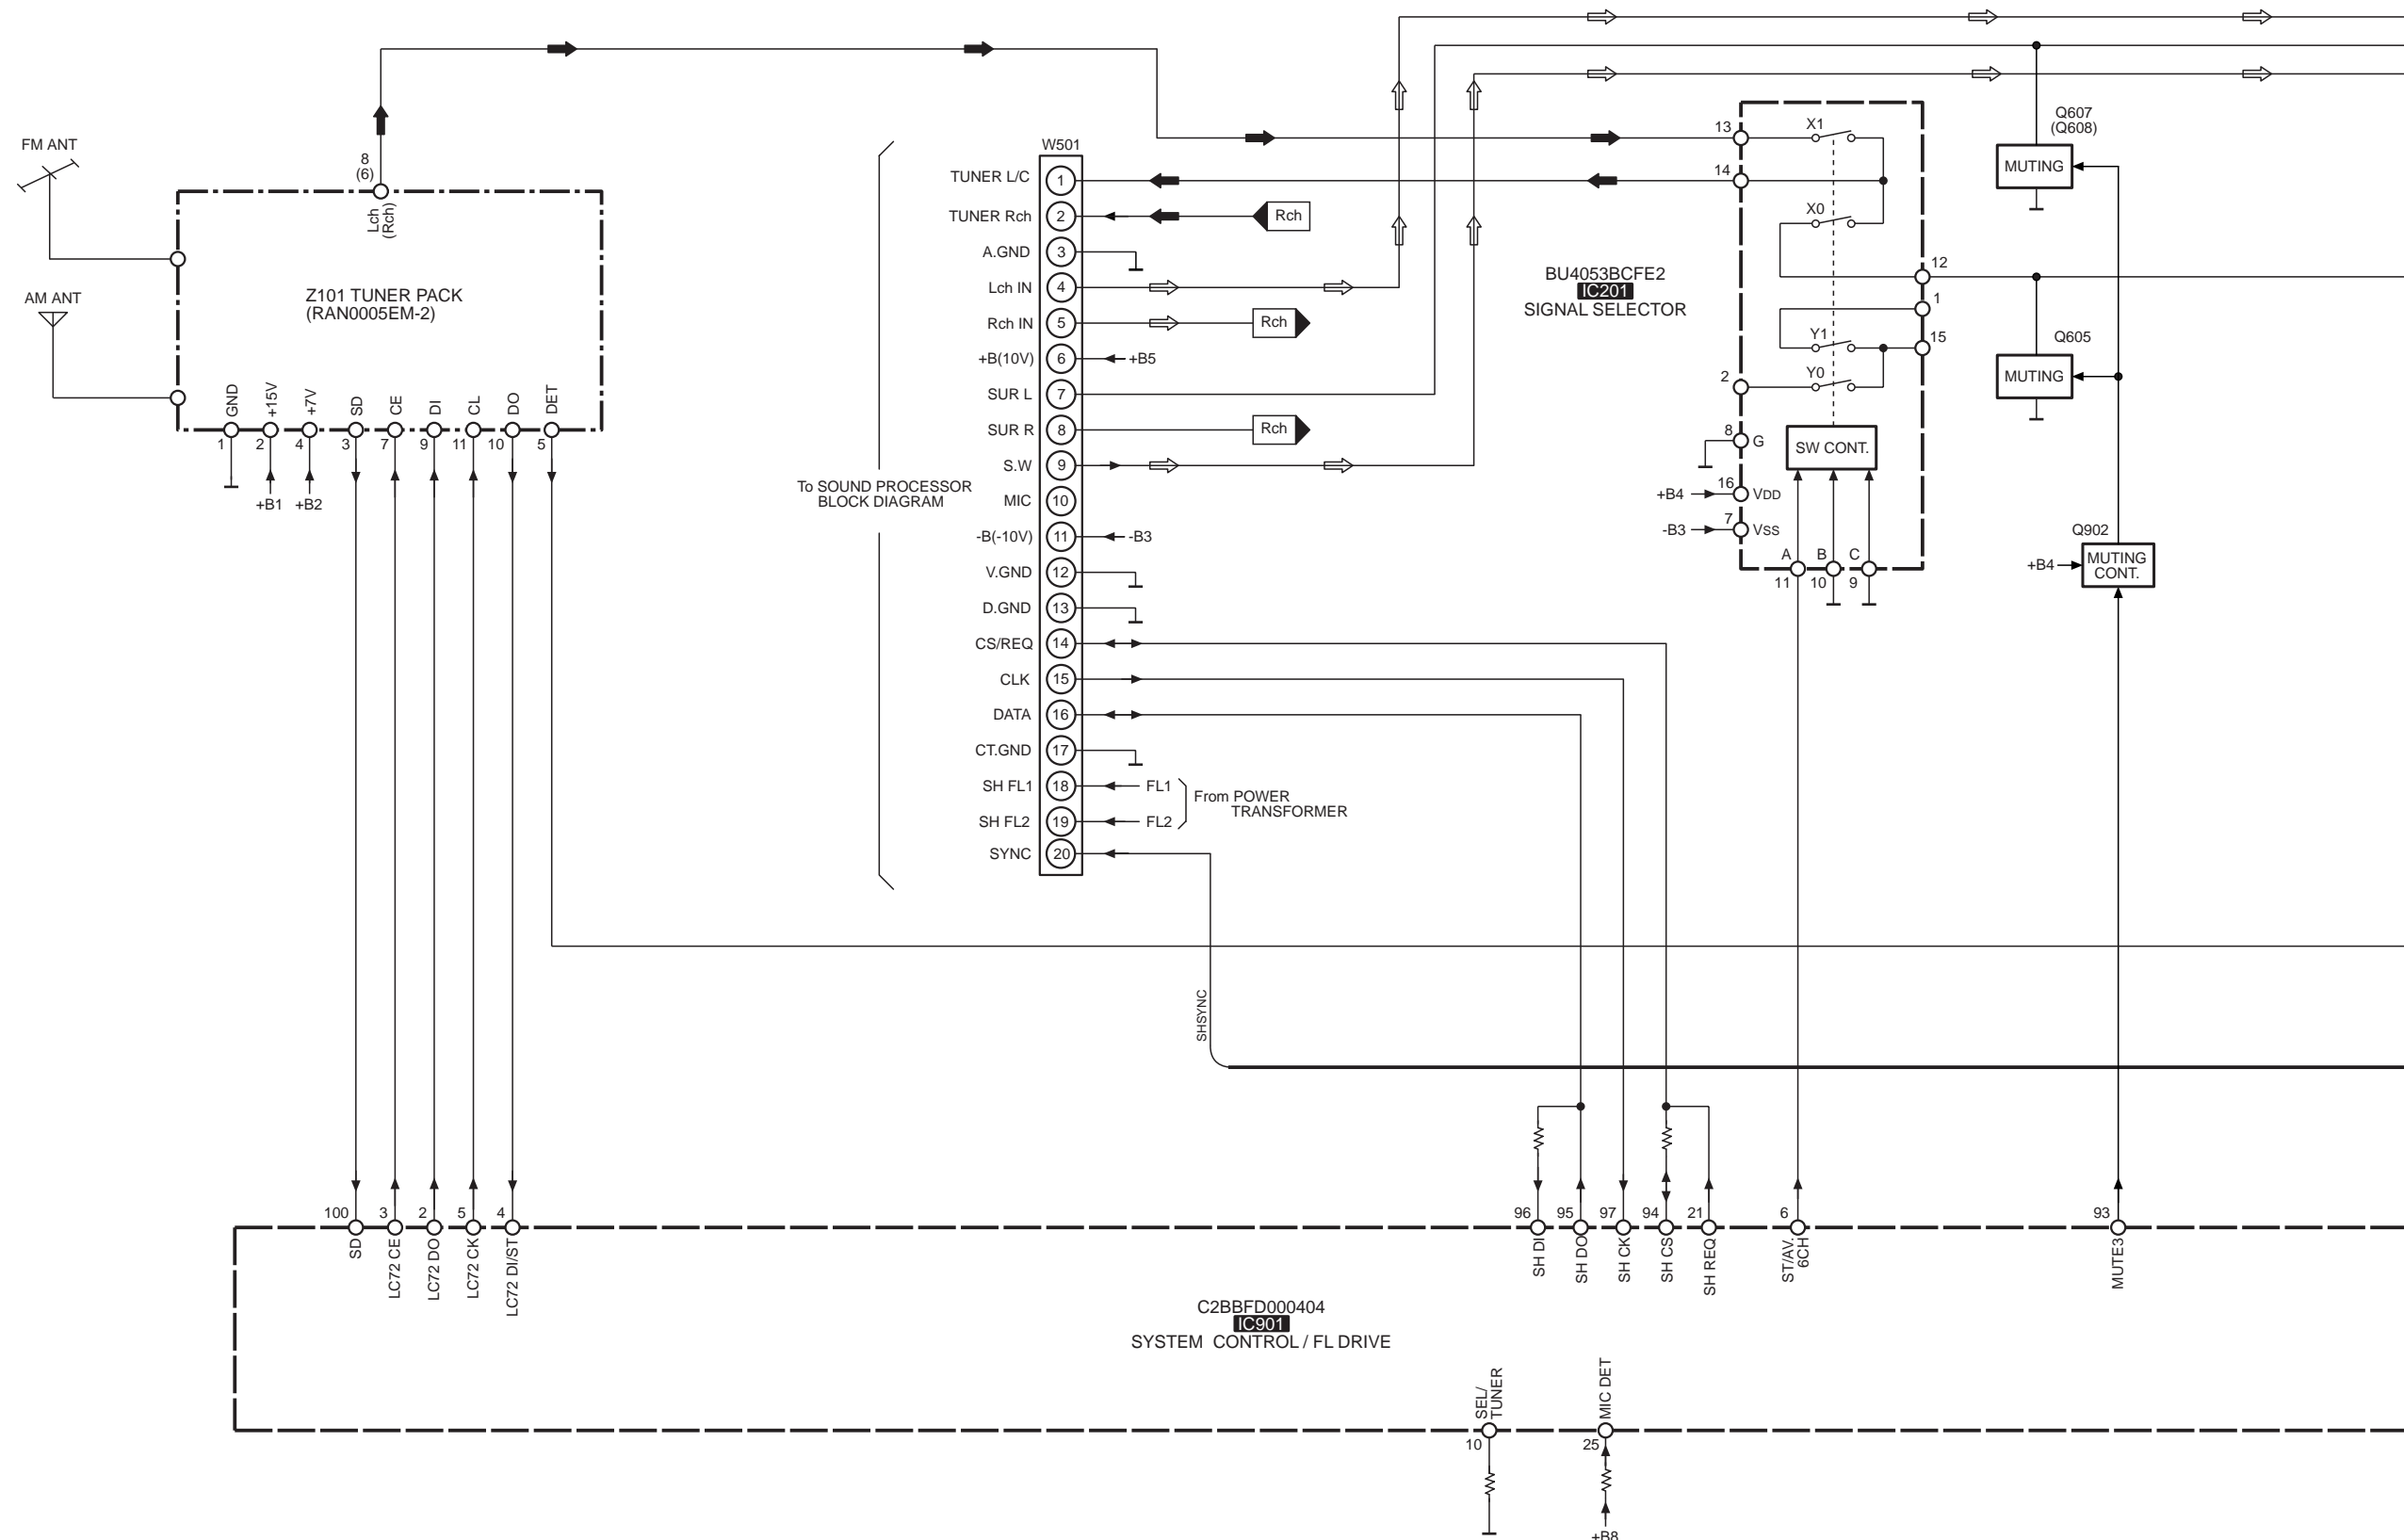 FM ANT
AM ANT
8
(6)
Lch
(Rch)
Z101 TUNER PACK
(RAN0005EM-2)
GND
+15V
+7V
SD
CE
DI
CL
DO
DET
1
2
4
3
7
9
11
10
5
+B1
+B2
To SOUND PROCESSOR
BLOCK DIAGRAM
W501
TUNER L/C
1
TUNER Rch
2
Rch
A.GND
3
Lch IN
4
Rch IN
5
Rch
+B(10V)
6
+B5
SUR L
7
SUR R
8
Rch
S.W
9
MIC
10
-B(-10V)
11
-B3
V.GND
12
D.GND
13
CS/REQ
14
CLK
15
DATA
16
CT.GND
17
SH FL1
18
FL1
SH FL2
19
FL2
From POWER
TRANSFORMER
SYNC
20
SHSYNC
BU4053BCFE2
IC201
SIGNAL SELECTOR
13
X1
14
X0
12
1
Y1
15
Y0
2
8
G
SW CONT.
+B4
16
VDD
-B3
7
VSS
A
B
C
11
10
9
Q607
(Q608)
MUTING
Q605
MUTING
Q902
+B4
MUTING
CONT.
100
3
2
5
4
96
95
97
94
21
6
93
SD
LC72 CE
LC72 DO
LC72 CK
LC72 DI/ST
SH DI
SH DO
SH CK
SH CS
SH REQ
ST/AV.
6CH
MUTE3
C2BBFD000404
IC901
SYSTEM CONTROL / FL DRIVE
SEL/
TUNER
MIC DET
10
25
+B8